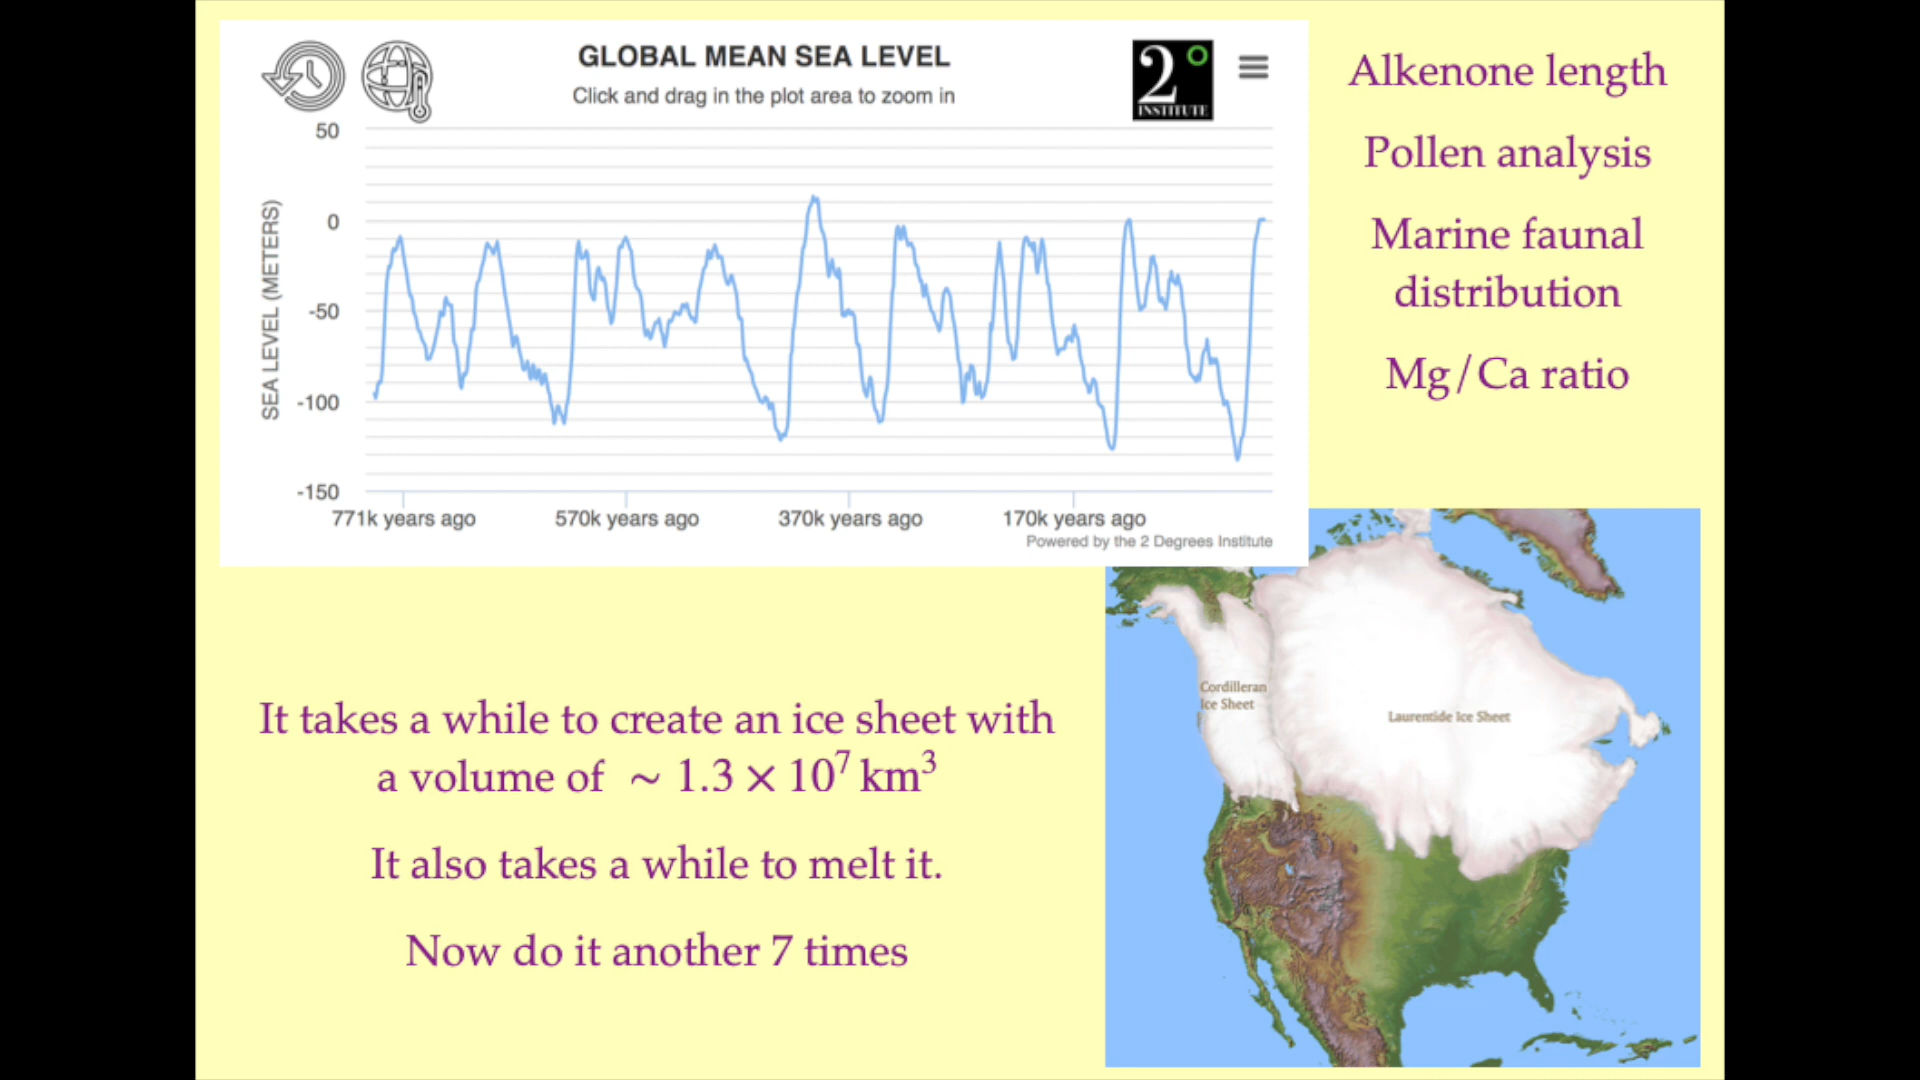 GLOBAL MEAN SEA LEVEL
Click and drag in the plot area to zoom in
2°
INSTITUTE
SEA LEVEL (METERS)
50
0
-50
-100
-150
771k years ago
570k years ago
370k years ago
170k years ago
Powered by the 2 Degrees Institute
Alkenone length
Pollen analysis
Marine faunal
distribution
Mg/Ca ratio
It takes a while to create an ice sheet with
a volume of ~ 1.3 × 10⁷ km³
It also takes a while to melt it.
Now do it another 7 times
Cordilleran
Ice Sheet
Laurentide Ice Sheet